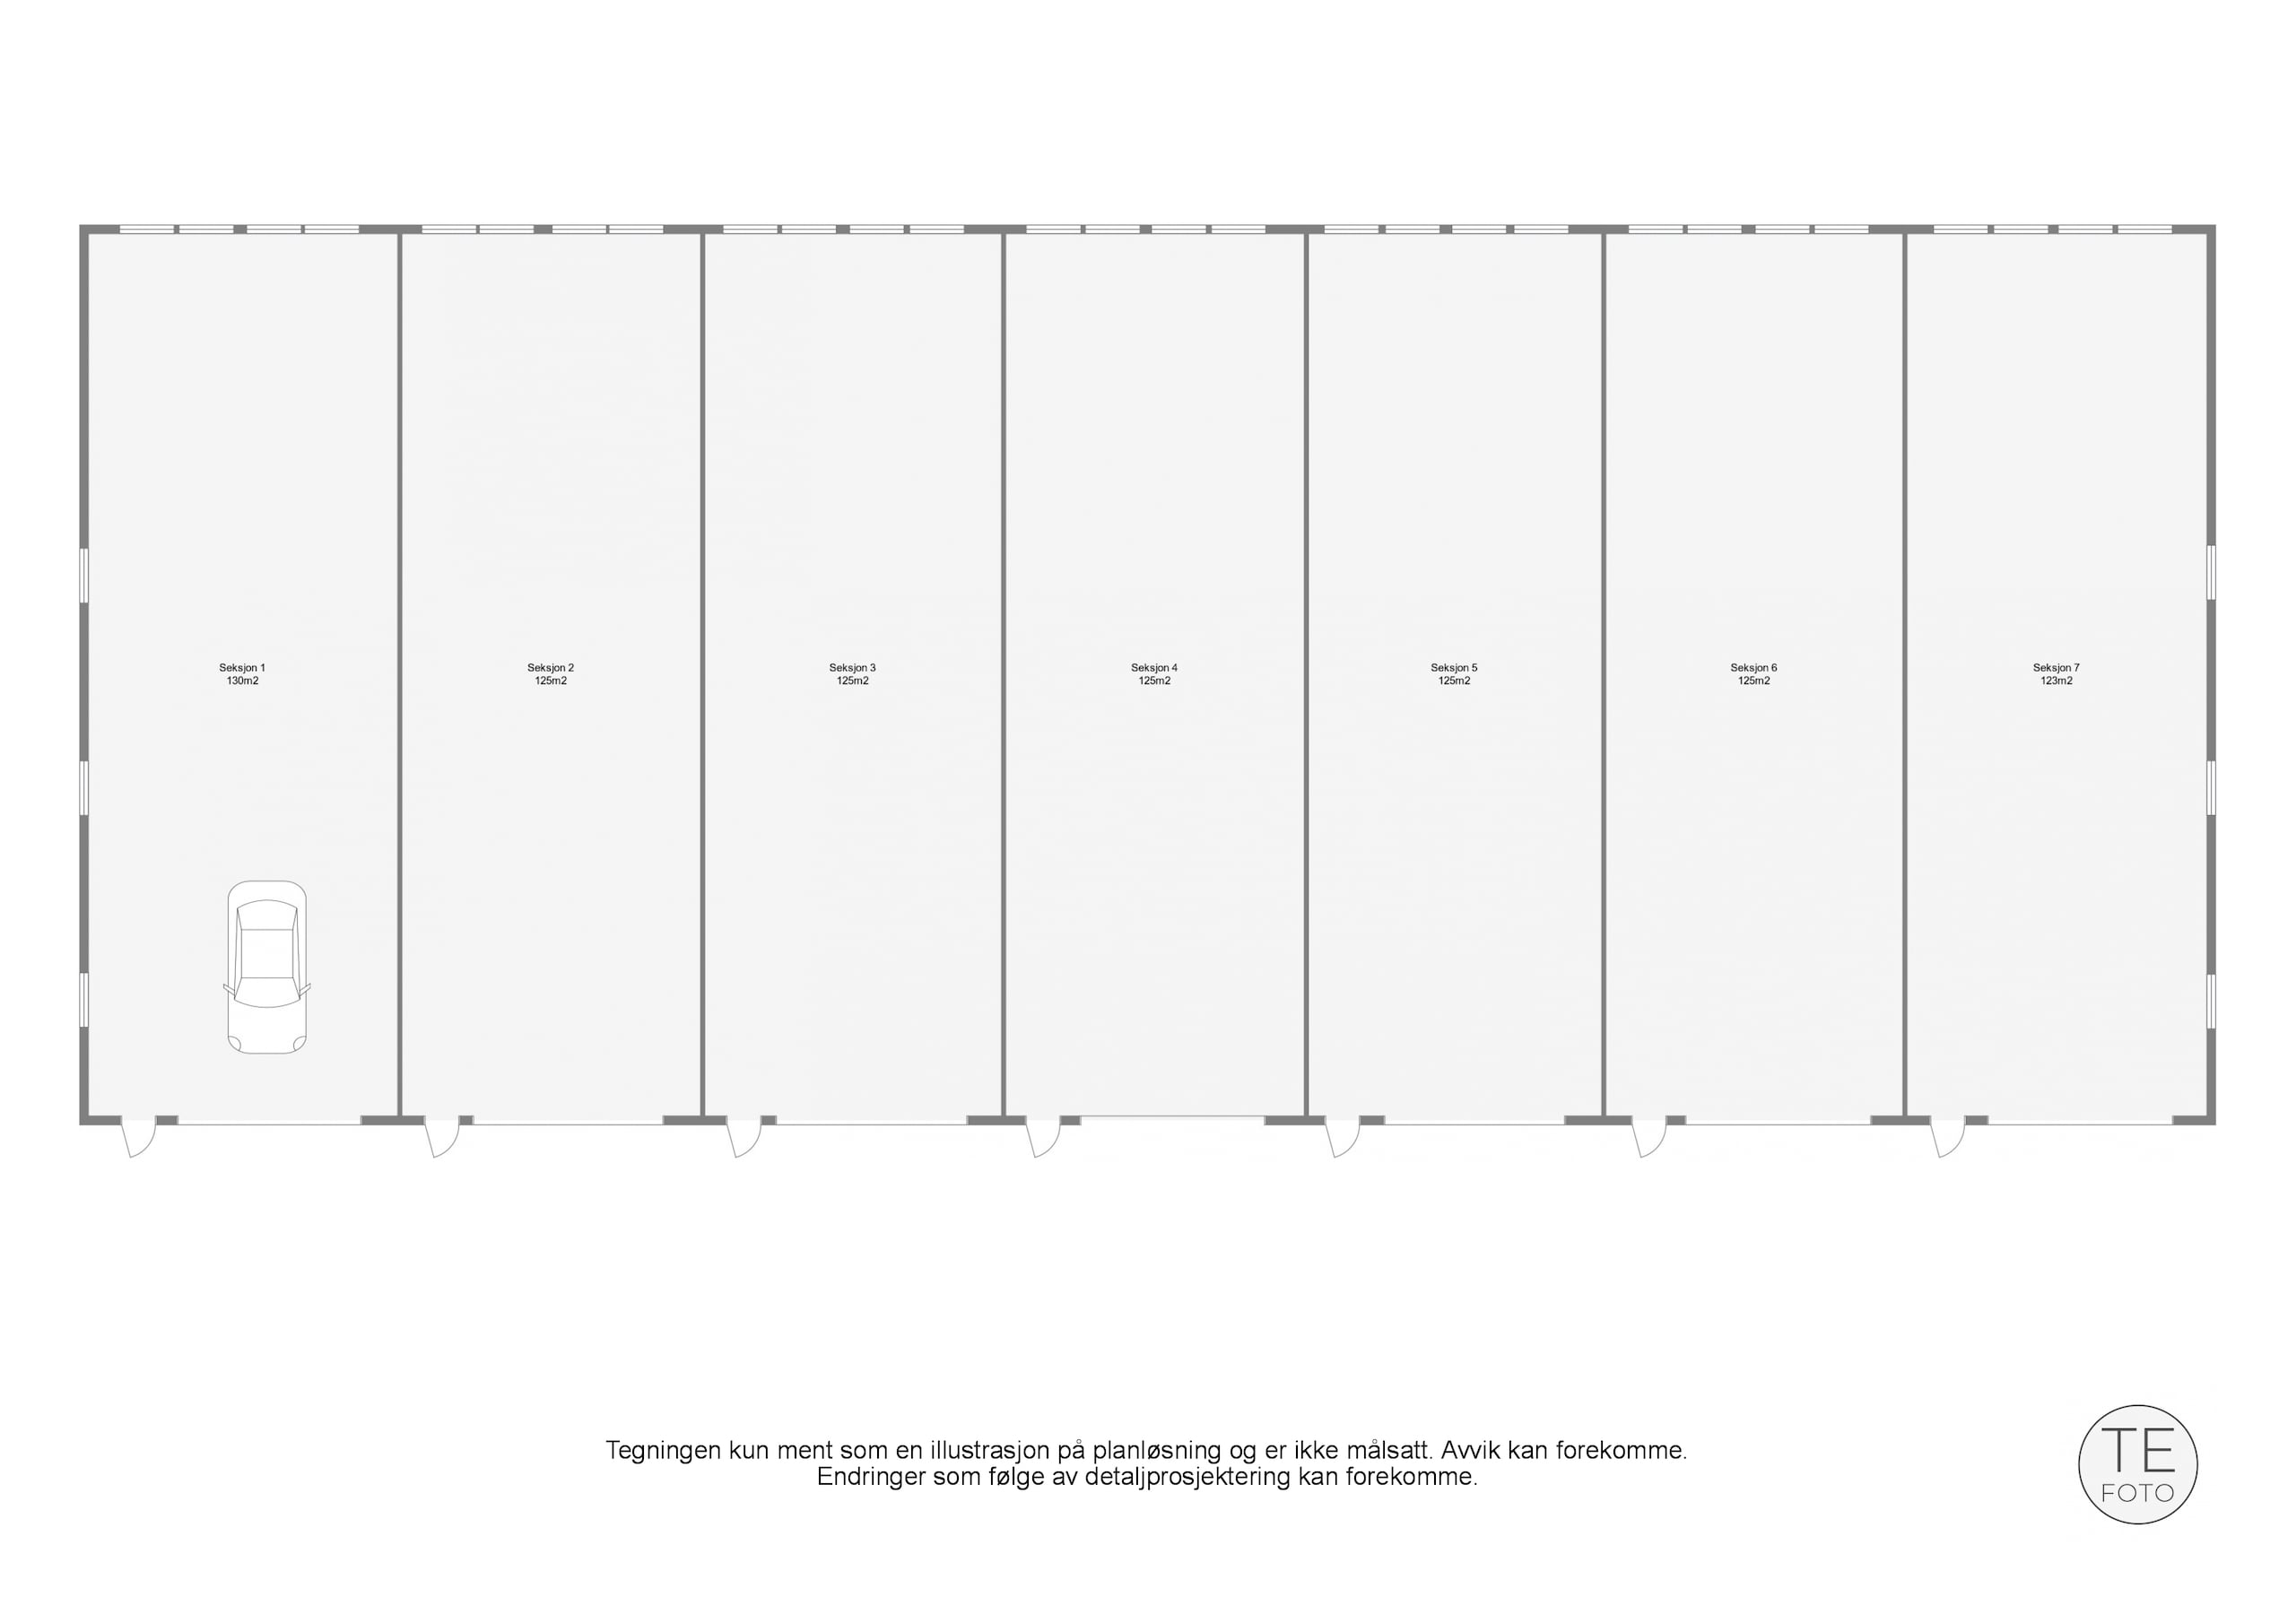 Seksjon 1
130m2
Seksjon 2
125m2
Seksjon 3
125m2
Seksjon 4
125m2
Seksjon 5
125m2
Seksjon 6
125m2
Seksjon 7
123m2
Tegningen kun ment som en illustrasjon på planløsning og er ikke målsatt. Avvik kan forekomme.
Endringer som følge av detaljprosjektering kan forekomme.
TE
FOTO